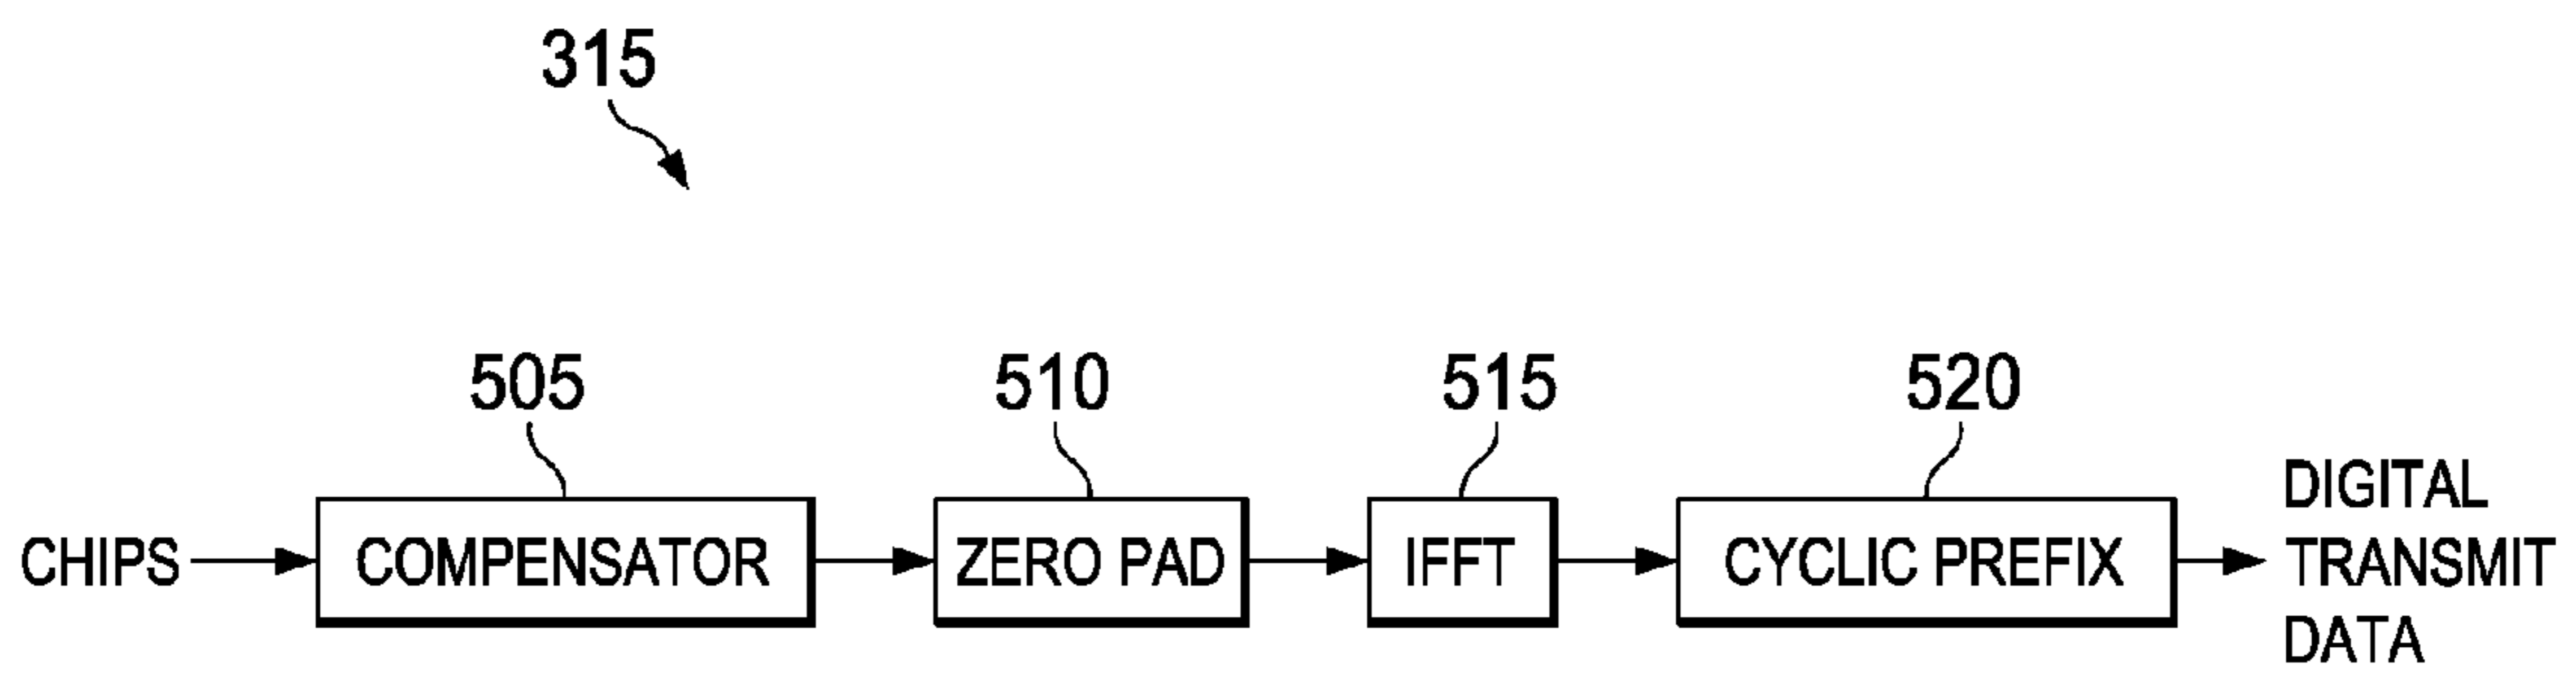 315
505
510
515
520
CHIPS
COMPENSATOR
ZERO PAD
IFFT
CYCLIC PREFIX
DIGITAL
TRANSMIT
DATA